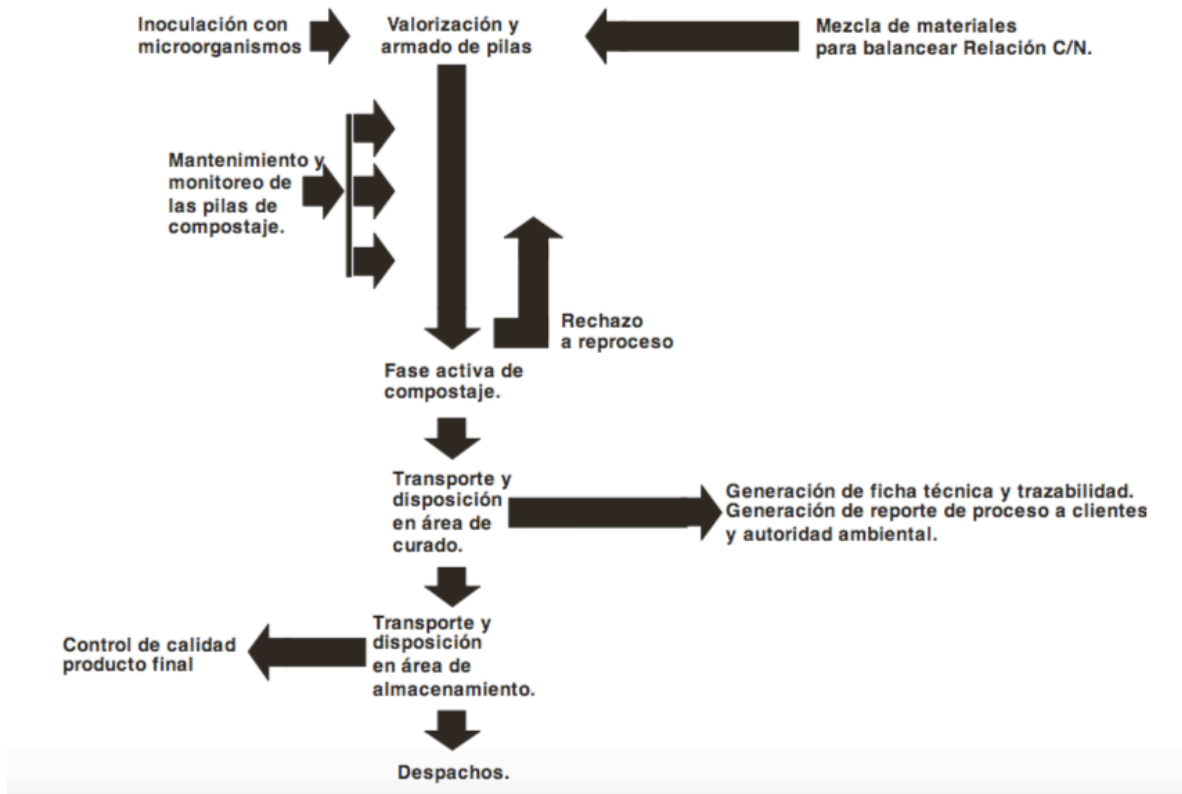 Inoculación con
microorganismos
Valorización y
armado de pilas
Mezcla de materiales
para balancear Relación C/N.
Mantenimiento y
monitoreo de
las pilas de
compostaje.
Rechazo
a reproceso
Fase activa de
compostaje.
Transporte y
disposición
en área de
curado.
Generación de ficha técnica y trazabilidad.
Generación de reporte de proceso a clientes
y autoridad ambiental.
Transporte y
disposición
en área de
almacenamiento.
Control de calidad
producto final
Despachos.